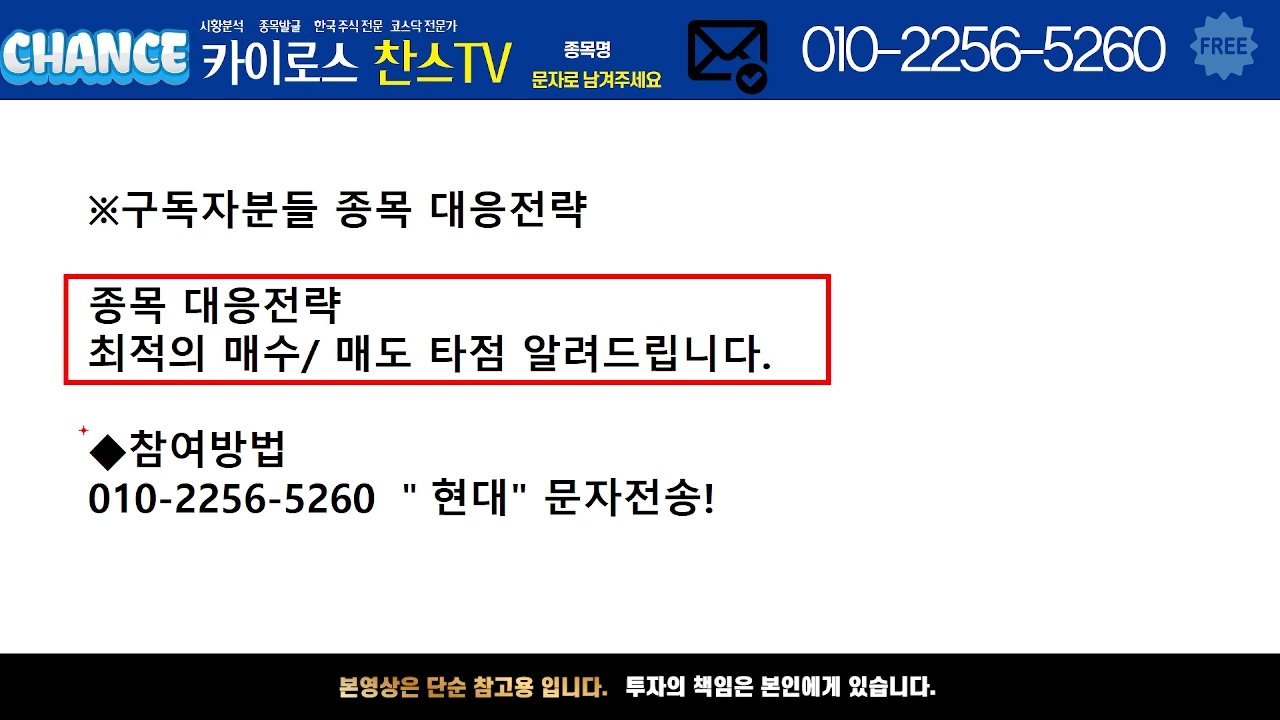 CHANCE
시황분석 종목발굴 한국 주식 전문 코스닥 전문가
카이로스 찬스TV
종목명
문자로 남겨주세요
010-2256-5260
FREE
※구독자분들 종목 대응전략
종목 대응전략
최적의 매수/ 매도 타점 알려드립니다.
◆참여방법
010-2256-5260 " 현대" 문자전송!
본영상은 단순 참고용 입니다. 투자의 책임은 본인에게 있습니다.